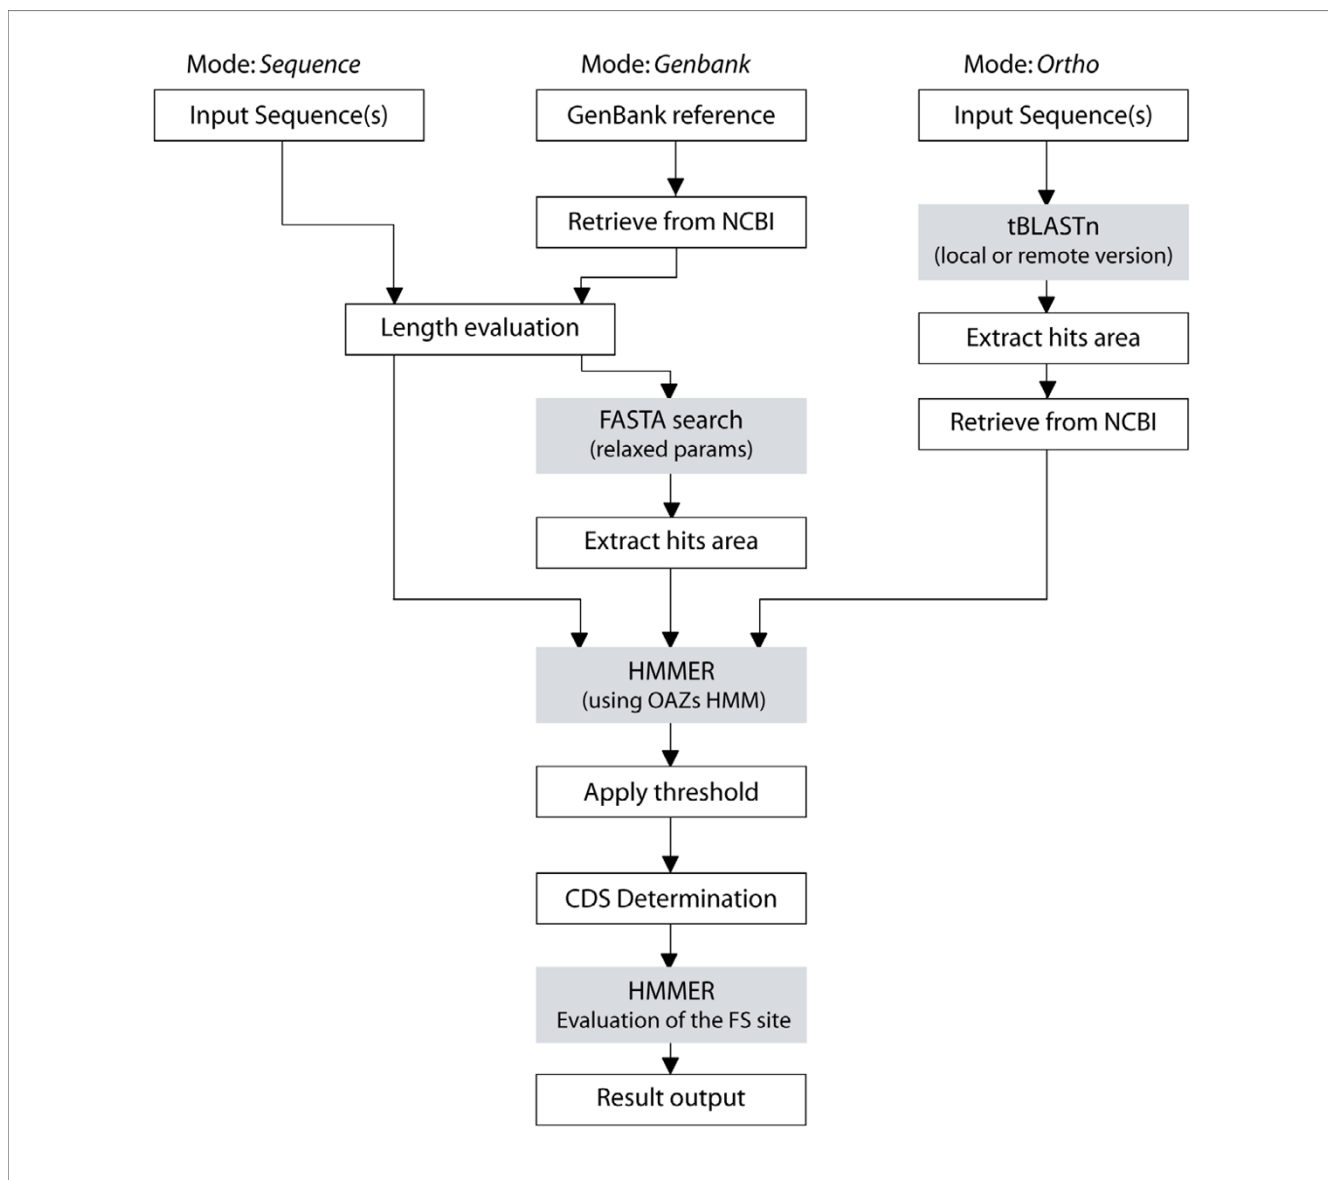 Mode: Sequence
Mode: Genbank
Mode: Ortho
Input Sequence(s)
GenBank reference
Input Sequence(s)
Retrieve from NCBI
tBLASTn
(local or remote version)
Length evaluation
Extract hits area
FASTA search
(relaxed params)
Retrieve from NCBI
Extract hits area
HMMER
(using OAZs HMM)
Apply threshold
CDS Determination
HMMER
Evaluation of the FS site
Result output